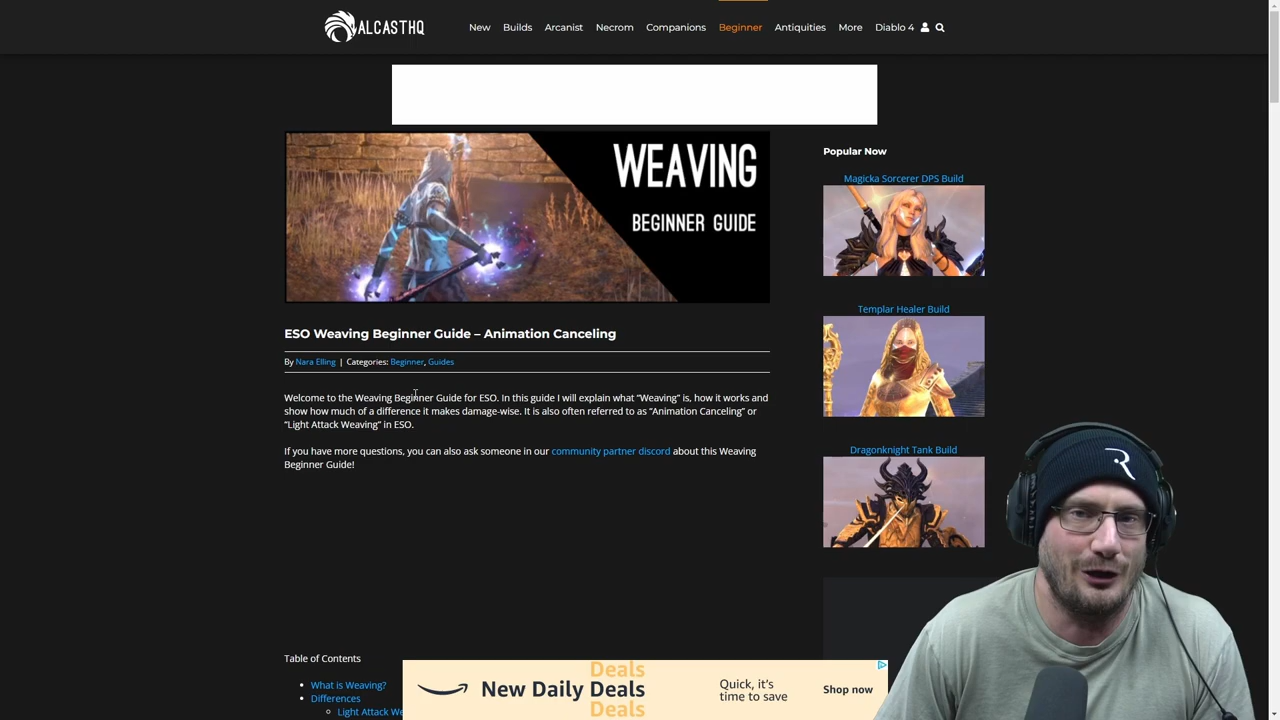 ALCASTHQ
New Builds Arcanist Necrom Companions Beginner Antiquities More Diablo 4
WEAVING
BEGINNER GUIDE
ESO Weaving Beginner Guide – Animation Canceling
By Nara Elling | Categories: Beginner, Guides
Welcome to the Weaving Beginner Guide for ESO. In this guide I will explain what “Weaving” is, how it works and
show how much of a difference it makes damage-wise. It is also often referred to as “Animation Canceling” or
“Light Attack Weaving” in ESO.
If you have more questions, you can also ask someone in our community partner discord about this Weaving
Beginner Guide!
Table of Contents
What is Weaving?
Differences
Light Attack We
Popular Now
Magicka Sorcerer DPS Build
Templar Healer Build
Dragonknight Tank Build
Deals
New Daily Deals
Deals
Quick, it's
time to save
Shop now